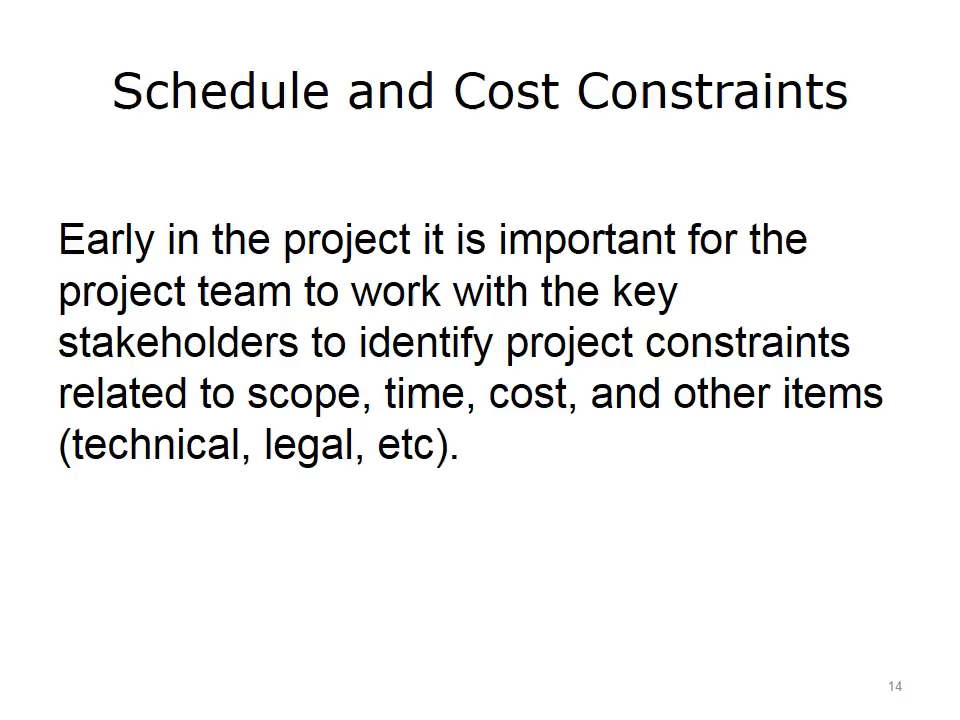 Schedule and Cost Constraints
Early in the project it is important for the
project team to work with the key
stakeholders to identify project constraints
related to scope, time, cost, and other items
(technical, legal, etc).
14